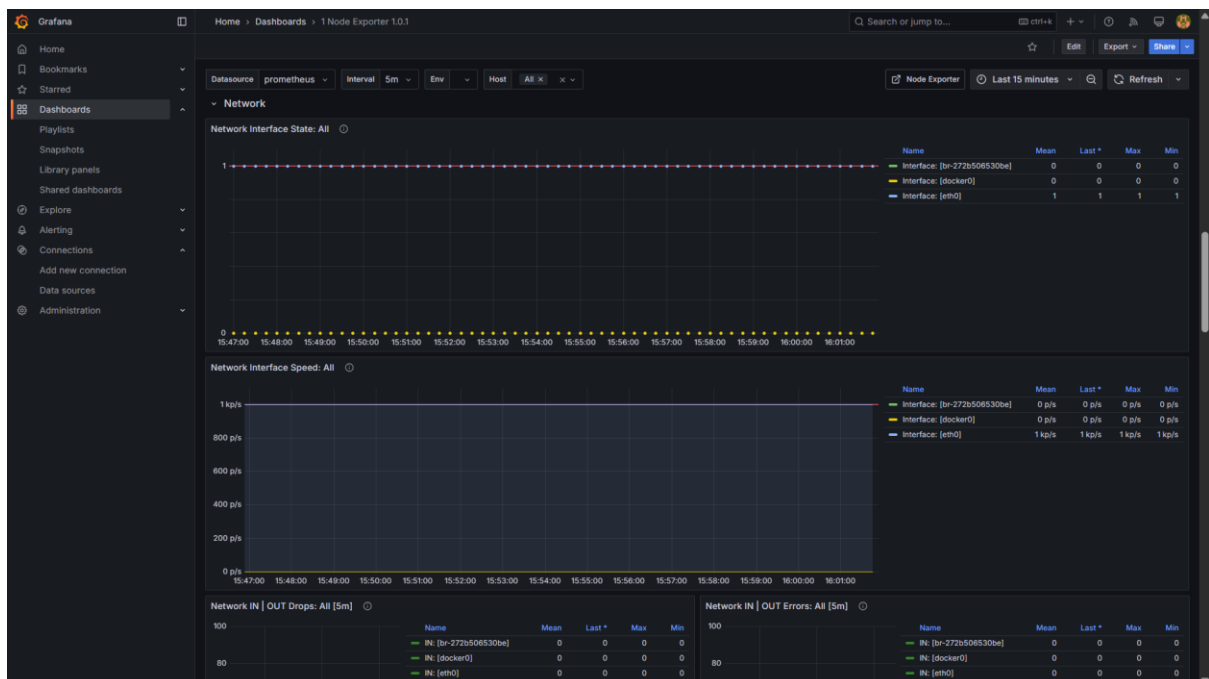 Grafana
Home › Dashboards › 1 Node Exporter 1.0.1
Search or jump to...
ctrl+k
Home
Bookmarks
Starred
Dashboards
Playlists
Snapshots
Library panels
Shared dashboards
Explore
Alerting
Connections
Add new connection
Data sources
Administration
Edit
Export
Share
Datasource prometheus
Interval 5m
Env
Host All ×
Node Exporter
Last 15 minutes
Refresh
Network
Network Interface State: All
1
0
15:47:00 15:48:00 15:49:00 15:50:00 15:51:00 15:52:00 15:53:00 15:54:00 15:55:00 15:56:00 15:57:00 15:58:00 15:59:00 16:00:00 16:01:00
Name Mean Last * Max Min
Interface: [br-272b506530be] 0 0 0 0
Interface: [docker0] 0 0 0 0
Interface: [eth0] 1 1 1 1
Network Interface Speed: All
1 kp/s
800 p/s
600 p/s
400 p/s
200 p/s
0 p/s
15:47:00 15:48:00 15:49:00 15:50:00 15:51:00 15:52:00 15:53:00 15:54:00 15:55:00 15:56:00 15:57:00 15:58:00 15:59:00 16:00:00 16:01:00
Name Mean Last * Max Min
Interface: [br-272b506530be] 0 p/s 0 p/s 0 p/s 0 p/s
Interface: [docker0] 0 p/s 0 p/s 0 p/s 0 p/s
Interface: [eth0] 1 kp/s 1 kp/s 1 kp/s 1 kp/s
Network IN | OUT Drops: All [5m]
100
80
Name Mean Last * Max Min
IN: [br-272b506530be] 0 0 0 0
IN: [docker0] 0 0 0 0
IN: [eth0] 0 0 0 0
Network IN | OUT Errors: All [5m]
100
80
Name Mean Last * Max Min
IN: [br-272b506530be] 0 0 0 0
IN: [docker0] 0 0 0 0
IN: [eth0] 0 0 0 0